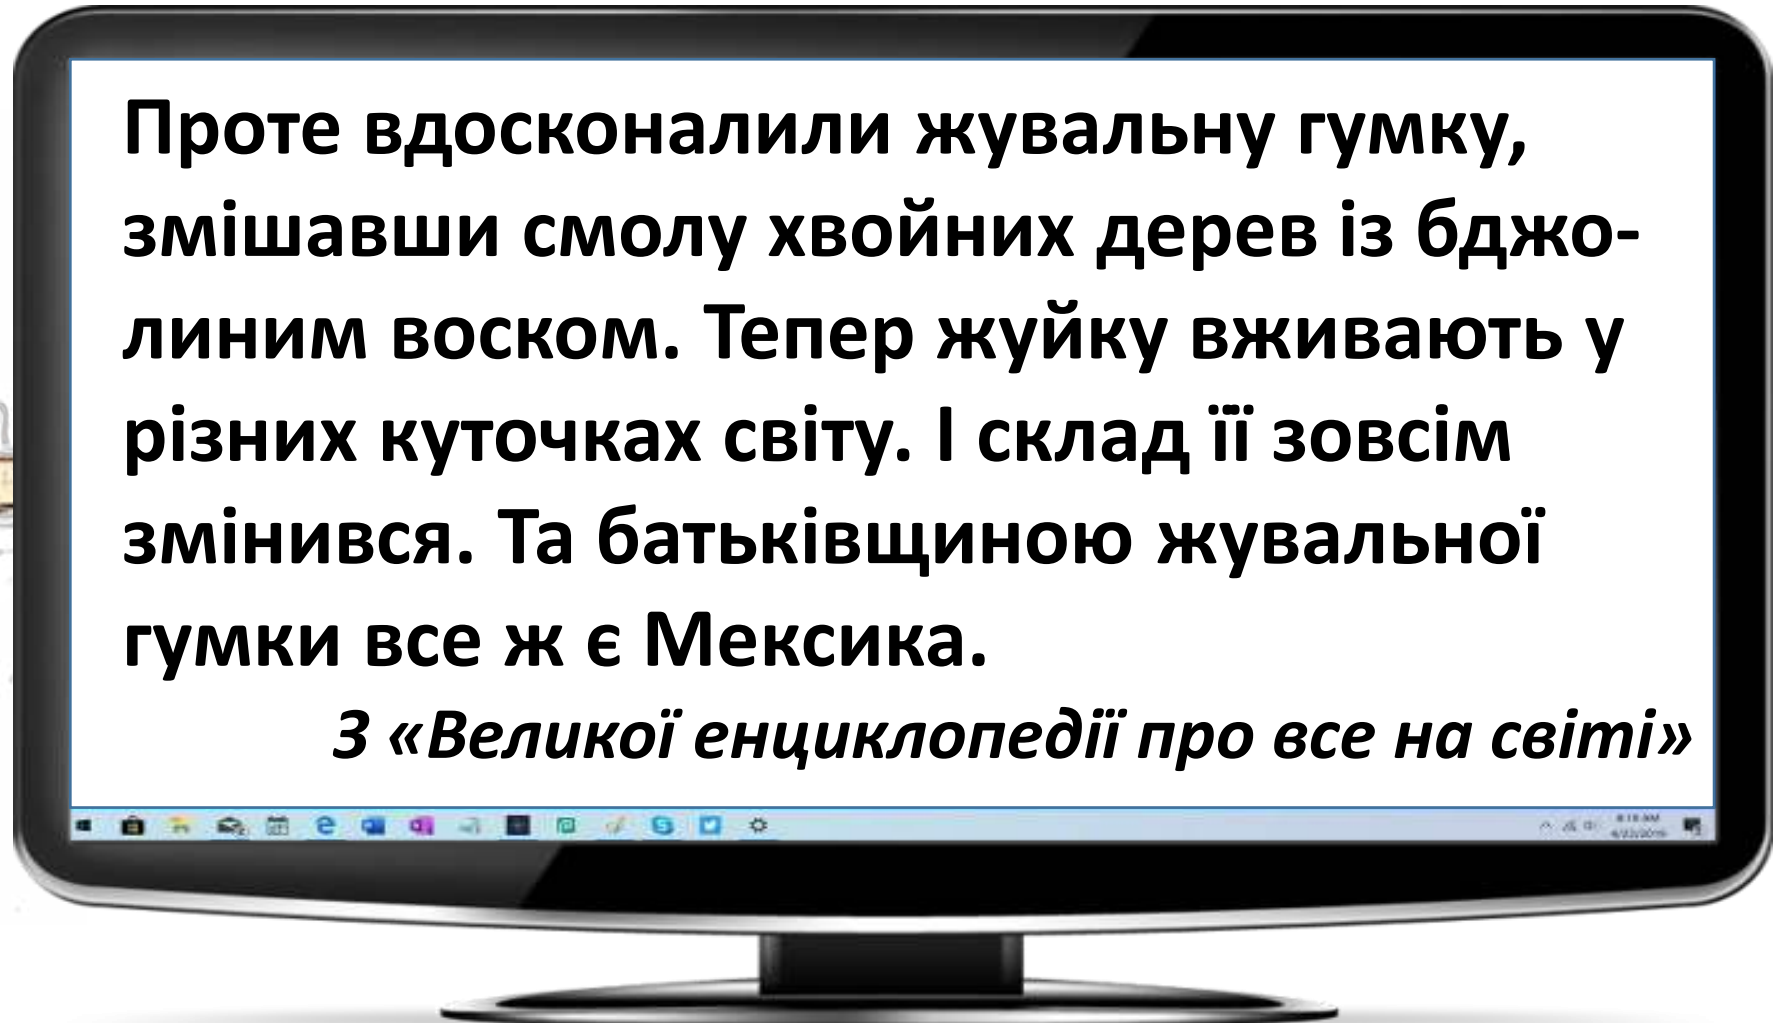 Проте вдосконалили жувальну гумку,
змішавши смолу хвойних дерев із бджо-
линим воском. Тепер жуйку вживають у
різних куточках світу. І склад її зовсім
змінився. Та батьківщиною жувальної
гумки все ж є Мексика.
З «Великої енциклопедії про все на світі»